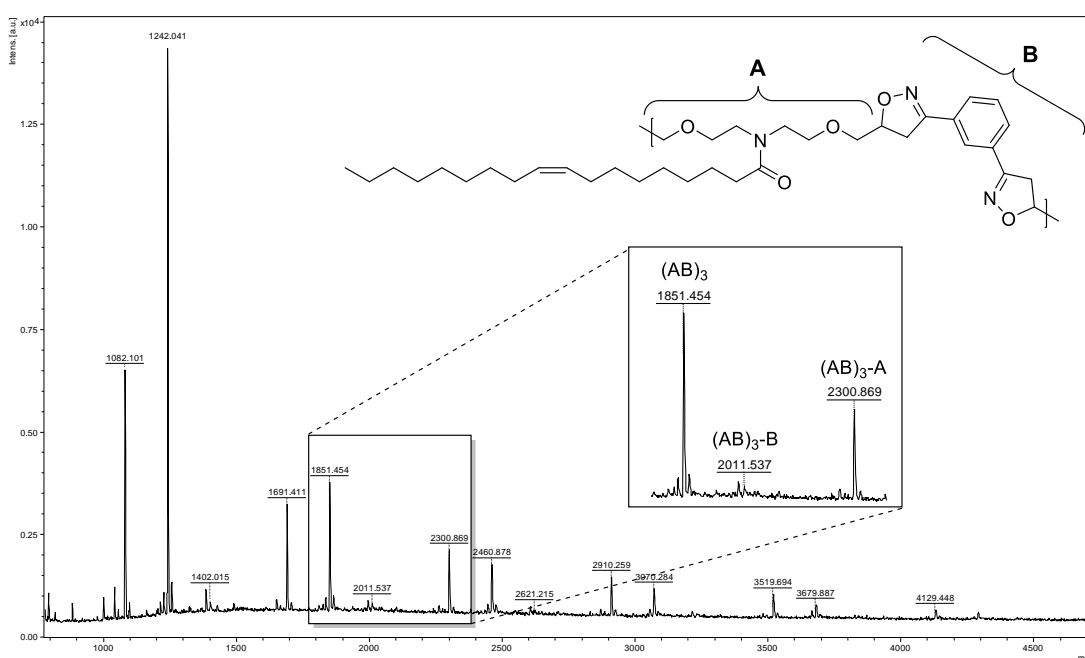 Intens. [a.u.]
x10⁴
1.25
1.00
0.75
0.50
0.25
0.00
1242.041
1082.101
1402.015
1691.411
1851.454
2011.537
2300.869
2460.878
2621.215
2910.259
3070.284
3519.694
3679.887
4129.448
A
B
O
N
O
O
N
O
N
O
(AB)₃
1851.454
(AB)₃-B
2011.537
(AB)₃-A
2300.869
1000
1500
2000
2500
3000
3500
4000
4500